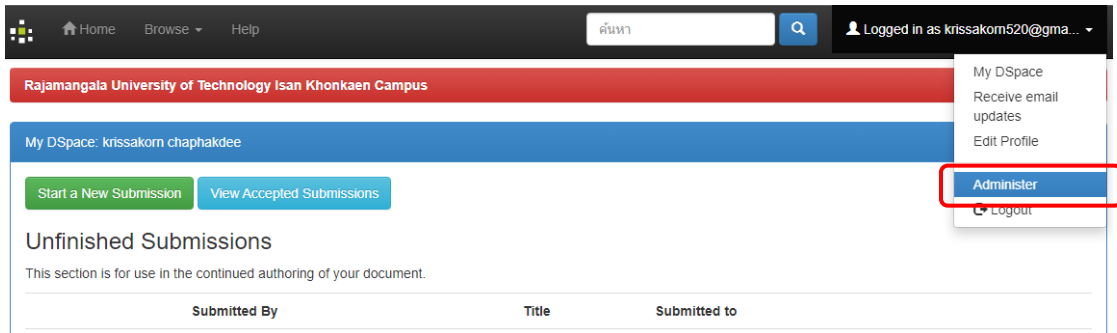 Home Browse Help ค้นหา Logged in as krissakorn520@gma...
My DSpace
Receive email
updates
Edit Profile
Administer
Logout
Rajamangala University of Technology Isan Khonkaen Campus
My DSpace: krissakorn chaphakdee
Start a New Submission View Accepted Submissions
Unfinished Submissions
This section is for use in the continued authoring of your document.
Submitted By Title Submitted to